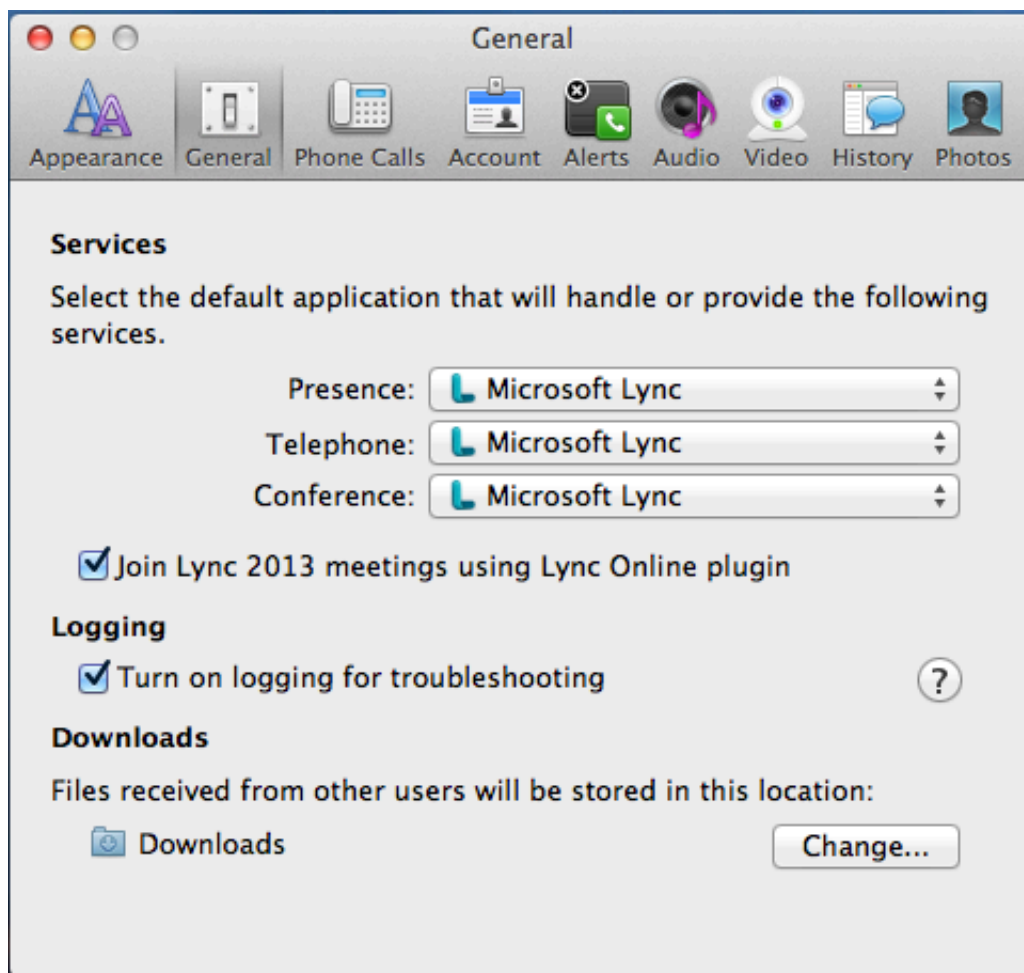 General
Appearance General Phone Calls Account Alerts Audio Video History Photos
Services
Select the default application that will handle or provide the following
services.
Presence: Microsoft Lync
Telephone: Microsoft Lync
Conference: Microsoft Lync
Join Lync 2013 meetings using Lync Online plugin
Logging
Turn on logging for troubleshooting ?
Downloads
Files received from other users will be stored in this location:
Downloads Change...